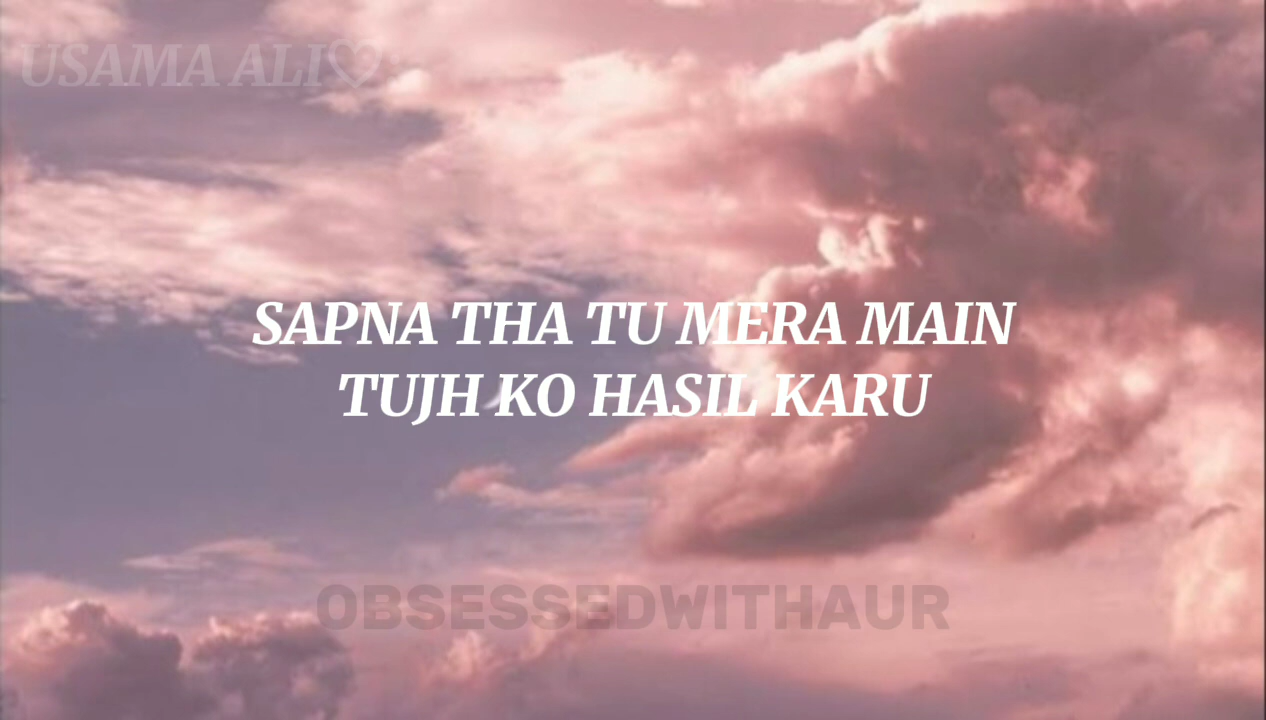 USAMA ALI♡
SAPNA THA TU MERA MAIN
TUJH KO HASIL KARU
OBSESSEDWITHAUR